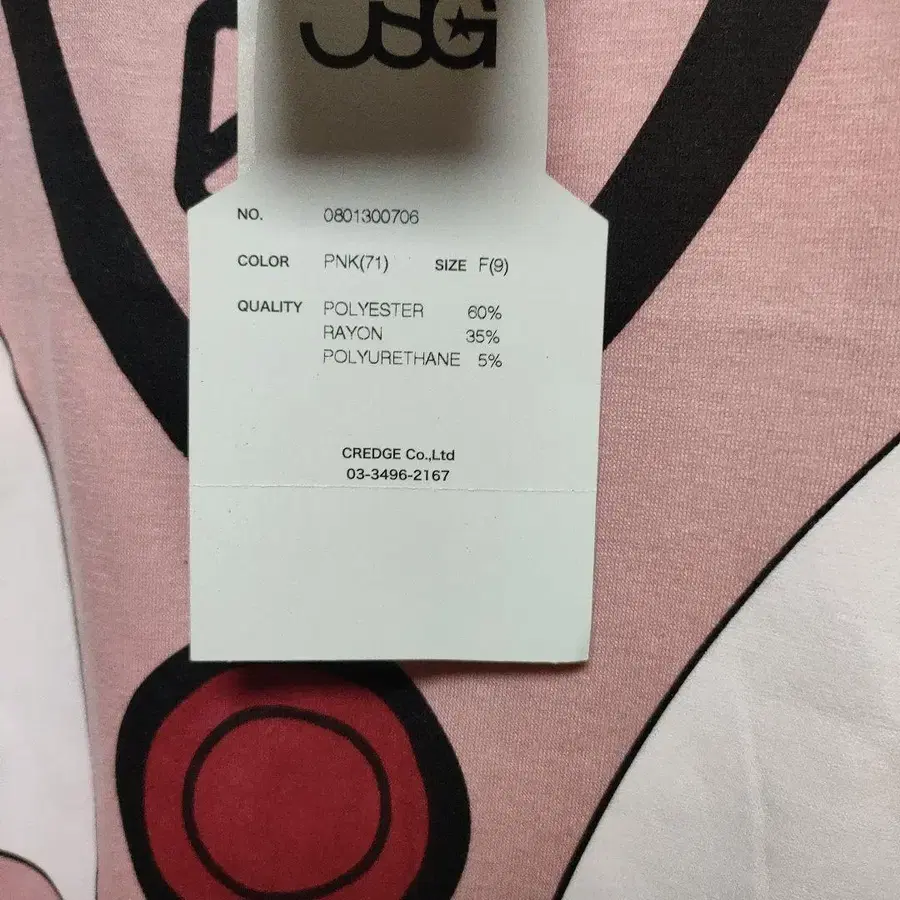 JSG
NO. 0801300706
COLOR PNK(71) SIZE F(9)
QUALITY POLYESTER 60%
RAYON 35%
POLYURETHANE 5%
CREDGE Co.,Ltd
03-3496-2167